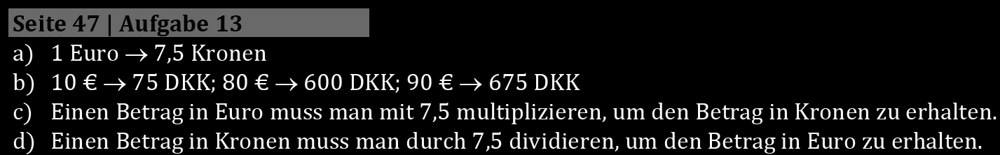 Seite 47 | Aufgabe 13
a) 1 Euro → 7,5 Kronen
b) 10 € → 75 DKK; 80 € → 600 DKK; 90 € → 675 DKK
c) Einen Betrag in Euro muss man mit 7,5 multiplizieren, um den Betrag in Kronen zu erhalten.
d) Einen Betrag in Kronen muss man durch 7,5 dividieren, um den Betrag in Euro zu erhalten.